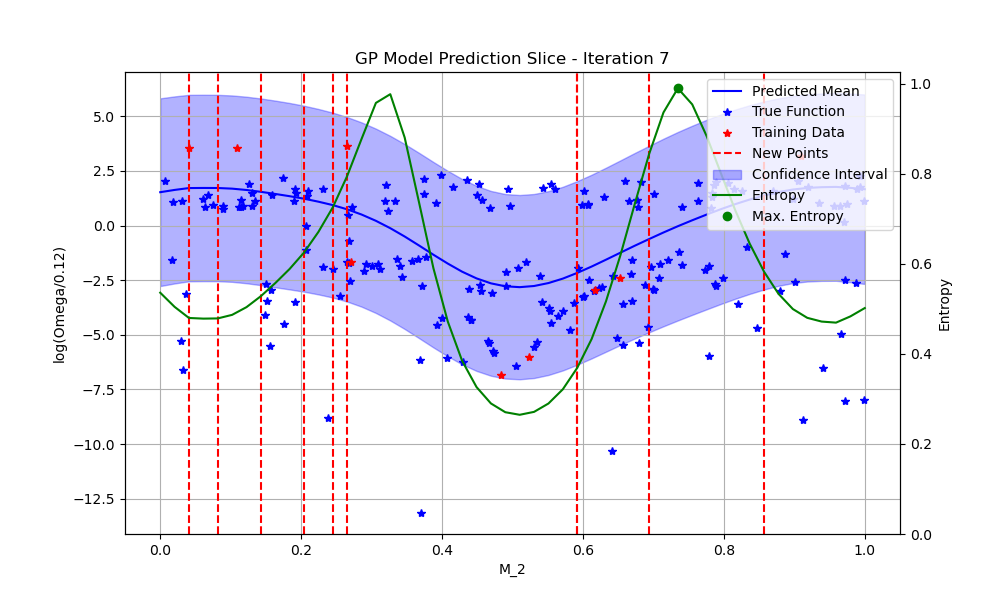 GP Model Prediction Slice - Iteration 7
Predicted Mean
True Function
Training Data
New Points
Confidence Interval
Entropy
Max. Entropy
log(Omega/0.12)
5.0
2.5
0.0
−2.5
−5.0
−7.5
−10.0
−12.5
1.0
0.8
0.6
0.4
0.2
0.0
Entropy
0.0
0.2
0.4
0.6
0.8
1.0
M_2